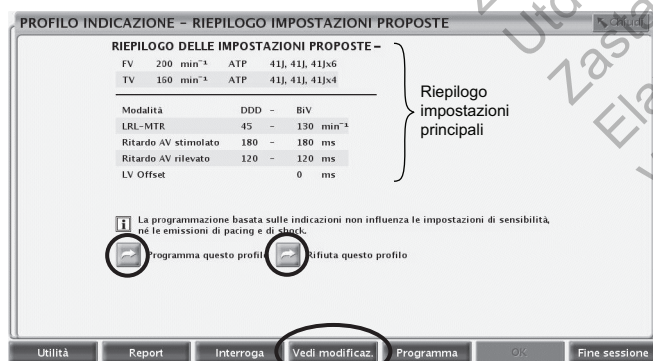 PROFILO INDICAZIONE – RIEPILOGO IMPOSTAZIONI PROPOSTE
Chiudi
RIEPILOGO DELLE IMPOSTAZIONI PROPOSTE –
FV 200 min⁻¹ ATP 41J, 41J, 41Jx6
TV 160 min⁻¹ ATP 41J, 41J, 41Jx4
Modalità DDD – BiV
LRL–MTR 45 – 130 min⁻¹
Ritardo AV stimolato 180 – 180 ms
Ritardo AV rilevato 120 – 120 ms
LV Offset 0 ms
Riepilogo
impostazioni
principali
i La programmazione basata sulle indicazioni non influenza le impostazioni di sensibilità,
né le emissioni di pacing e di shock.
Programma questo profilo Rifiuta questo profilo
Utilità Report Interroga Vedi modificaz. Programma OK Fine sessione